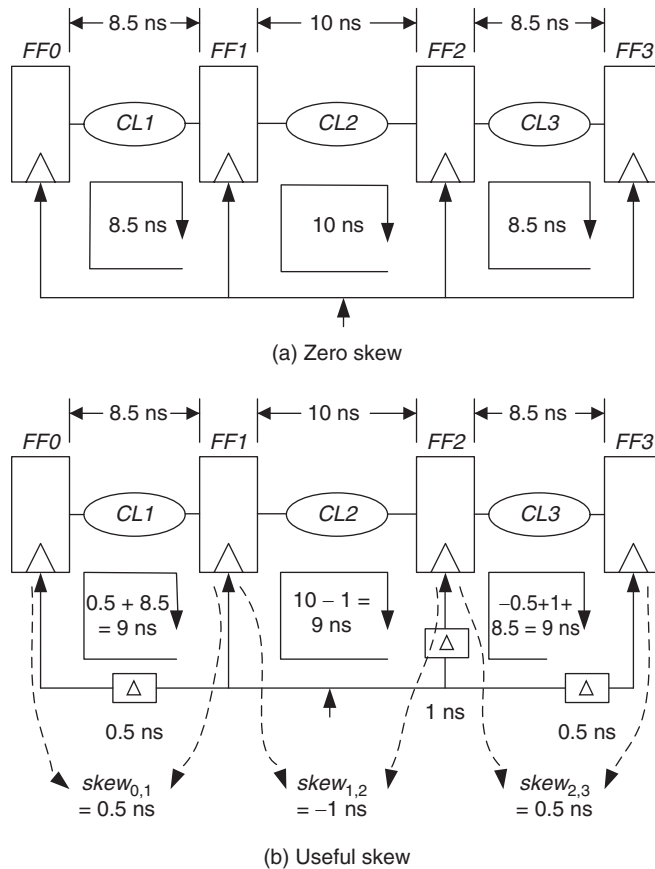 8.5 ns 10 ns 8.5 ns
FF0 FF1 FF2 FF3
CL1 CL2 CL3
8.5 ns 10 ns 8.5 ns
(a) Zero skew
8.5 ns 10 ns 8.5 ns
FF0 FF1 FF2 FF3
CL1 CL2 CL3
0.5 + 8.5 10 – 1 = –0.5+1+
= 9 ns 9 ns 8.5 = 9 ns
Δ
Δ Δ
0.5 ns 1 ns 0.5 ns
skew0,1 skew1,2 skew2,3
= 0.5 ns = –1 ns = 0.5 ns
(b) Useful skew